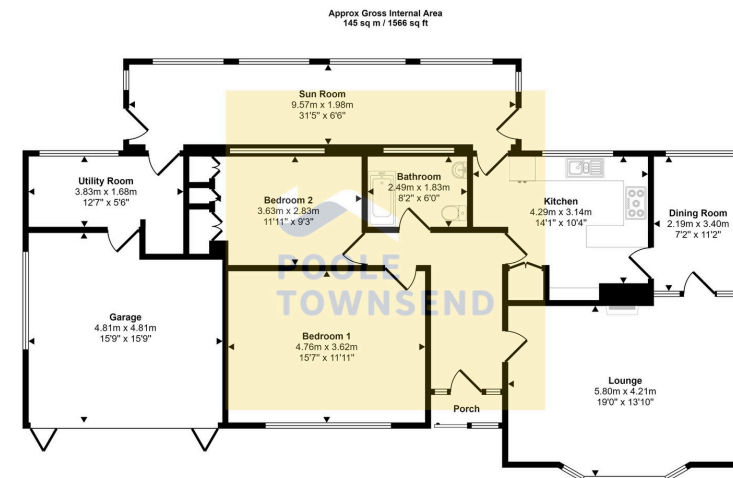 Approx Gross Internal Area
145 sq m / 1566 sq ft
Sun Room
9.57m x 1.98m
31'5" x 6'6"
Utility Room
3.83m x 1.68m
12'7" x 5'6"
Bedroom 2
3.63m x 2.83m
11'11" x 9'3"
Bathroom
2.49m x 1.83m
8'2" x 6'0"
Kitchen
4.29m x 3.14m
14'1" x 10'4"
Dining Room
2.19m x 3.40m
7'2" x 11'2"
POOLE
TOWNSEND
Garage
4.81m x 4.81m
15'9" x 15'9"
Bedroom 1
4.76m x 3.62m
15'7" x 11'11"
Porch
Lounge
5.80m x 4.21m
19'0" x 13'10"